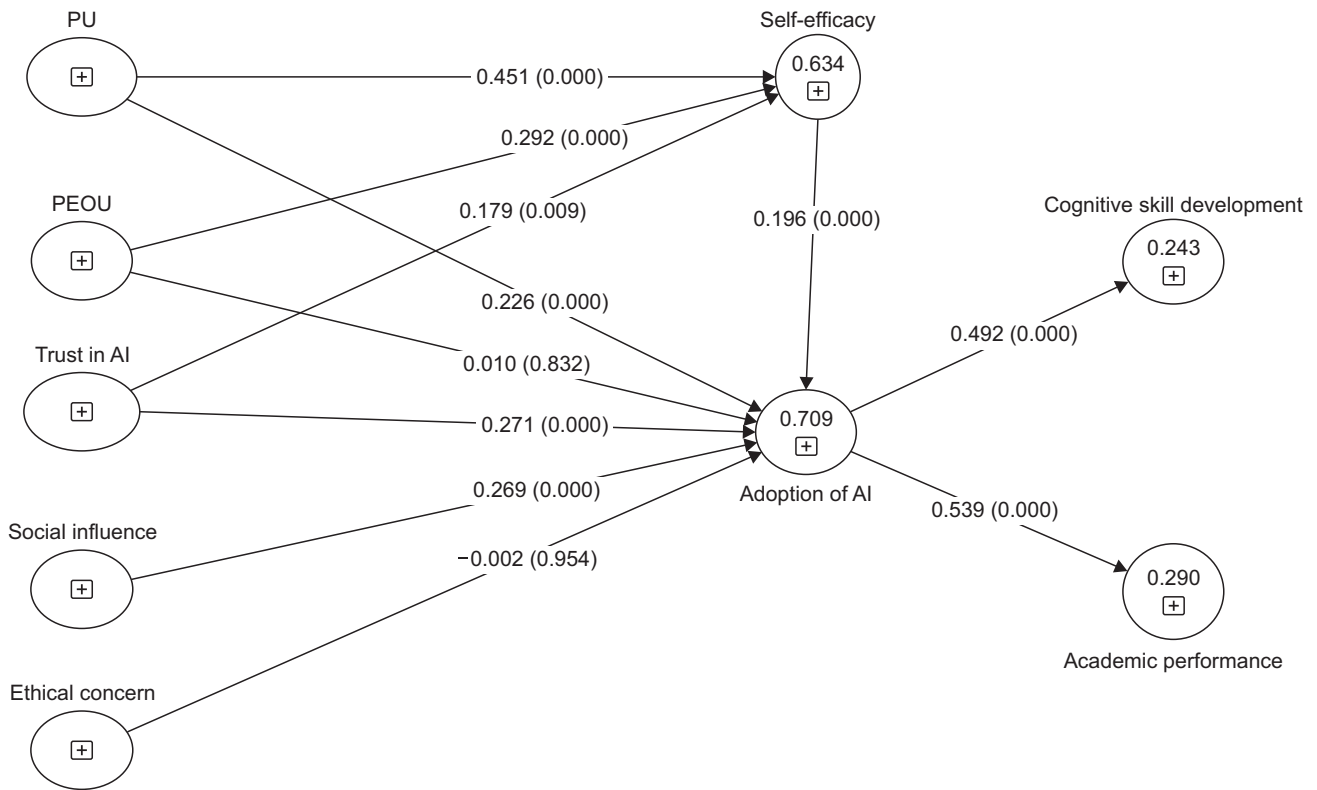 PU
Self-efficacy
0.634
0.451 (0.000)
0.292 (0.000)
PEOU
0.179 (0.009)
0.196 (0.000)
Cognitive skill development
0.243
0.226 (0.000)
0.492 (0.000)
Trust in AI
0.010 (0.832)
0.271 (0.000)
0.709
Adoption of AI
0.269 (0.000)
0.539 (0.000)
Social influence
−0.002 (0.954)
0.290
Academic performance
Ethical concern